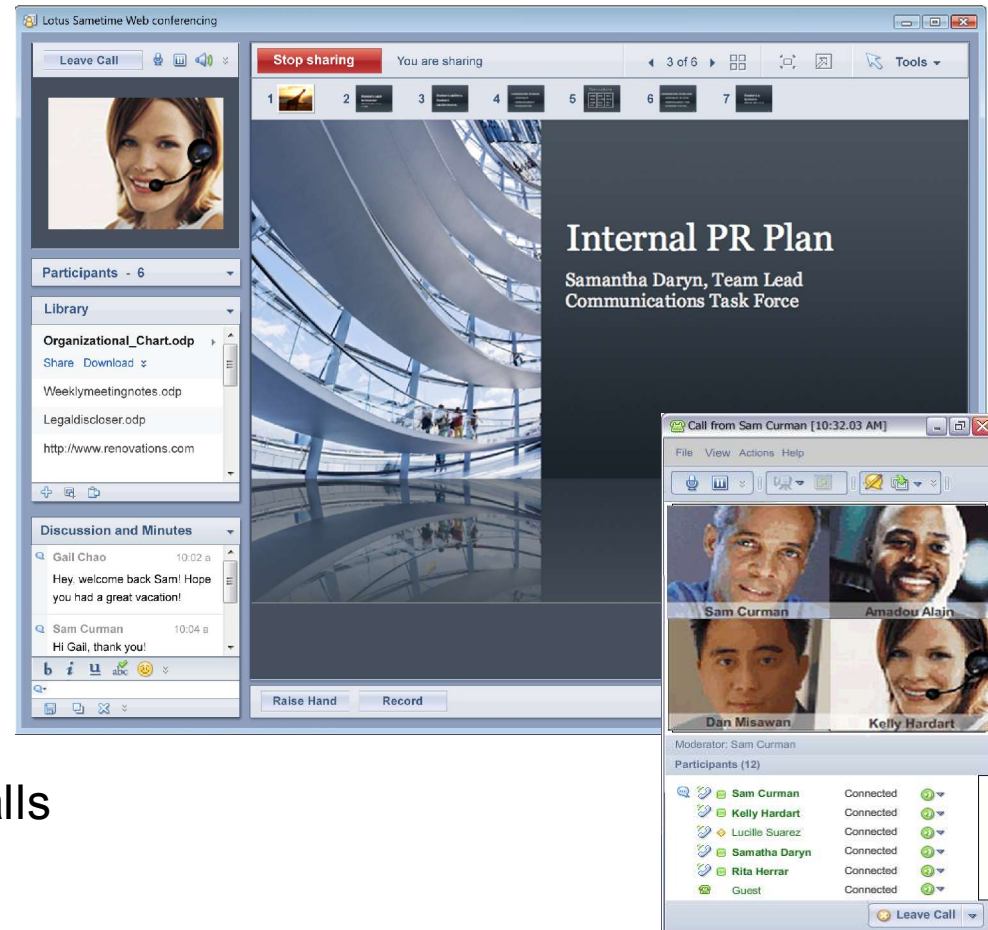 Lotus Sametime Web conferencing
Leave Call
Stop sharing
You are sharing
3 of 6
Tools
1 2 3 4 5 6 7
Participants - 6
Library
Organizational_Chart.odp
Share Download
Weeklymeetingnotes.odp
Legaldiscloser.odp
http://www.renovations.com
Discussion and Minutes
Gail Chao 10:02 a
Hey, welcome back Sam! Hope
you had a great vacation!
Sam Curman 10:04 a
Hi Gail, thank you!
b i u abc
Internal PR Plan
Samantha Daryn, Team Lead
Communications Task Force
Raise Hand Record
Call from Sam Curman [10:32.03 AM]
File View Actions Help
Sam Curman Amadou Alain
Dan Misawan Kelly Hardart
Moderator: Sam Curman
Participants (12)
Sam Curman Connected
Kelly Hardart Connected
Lucille Suarez Connected
Samatha Daryn Connected
Rita Herrar Connected
Guest Connected
Leave Call
alls